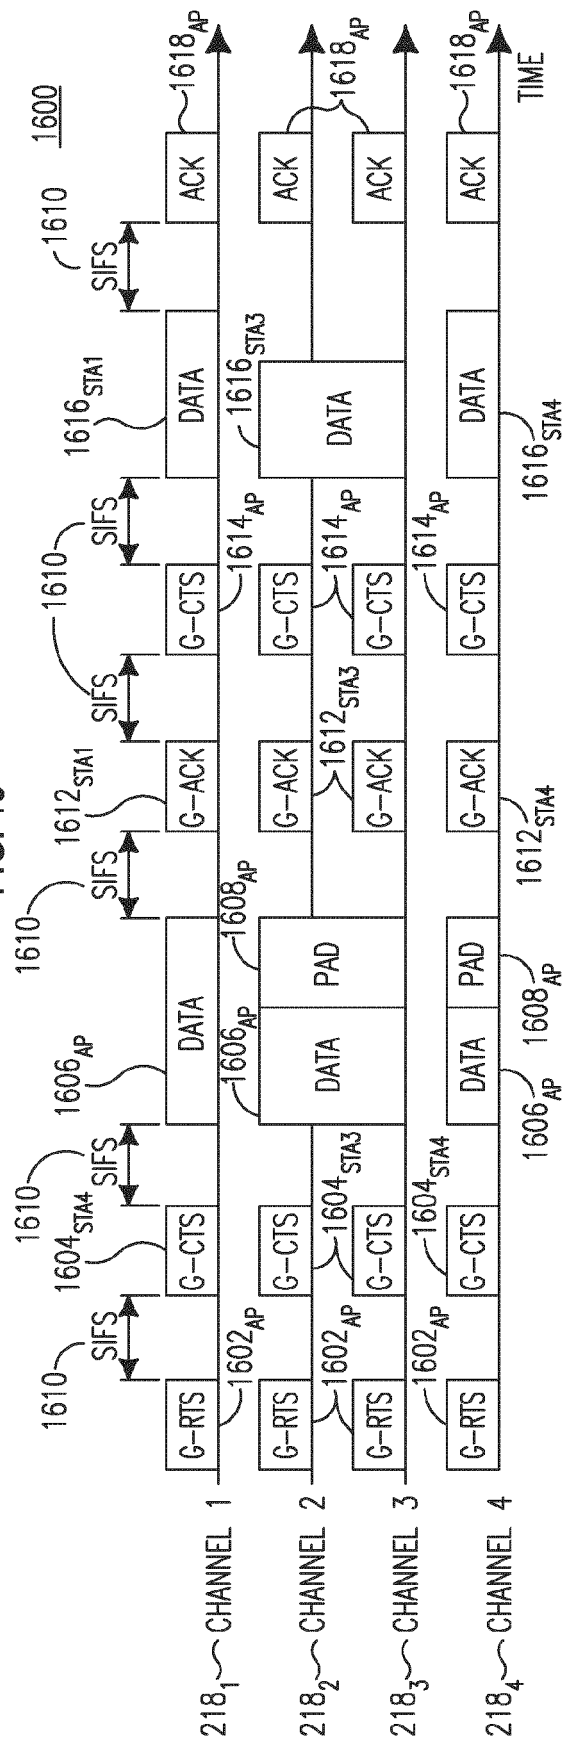 1600
1610
1610
1610
1610
1610
1610
SIFS
SIFS
SIFS
SIFS
SIFS
SIFS
1604STA4
1606AP
1612STA1
1616STA1
1618AP
218₁ CHANNEL 1
G-RTS
G-CTS
DATA
G-ACK
G-CTS
DATA
ACK
1602AP
1606AP
1608AP
1614AP
1616STA3
1618AP
218₂ CHANNEL 2
G-RTS
G-CTS
DATA
PAD
G-ACK
G-CTS
DATA
ACK
1602AP
1604STA3
1612STA3
1614AP
218₃ CHANNEL 3
G-RTS
G-CTS
G-ACK
G-CTS
ACK
1602AP
1604STA4
1614AP
218₄ CHANNEL 4
G-RTS
G-CTS
DATA
PAD
G-ACK
G-CTS
DATA
ACK
1618AP
1606AP
1608AP
1612STA4
1616STA4
TIME